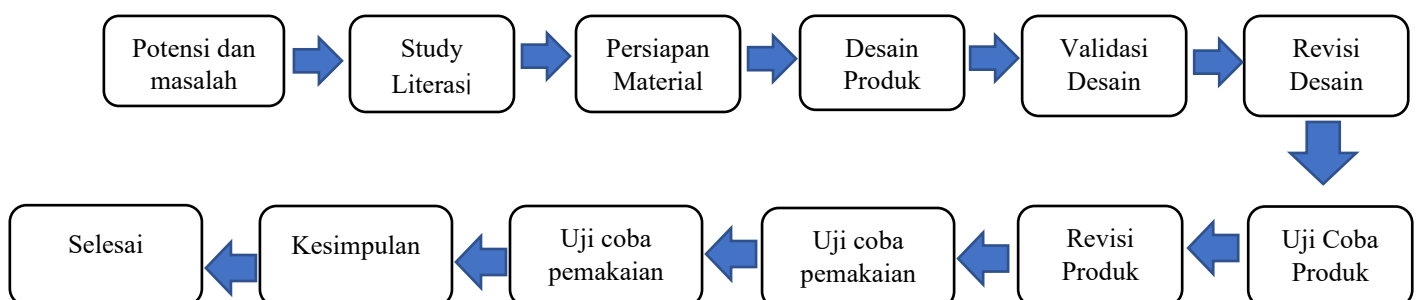 Potensi dan
masalah
Study
Literasi
Persiapan
Material
Desain
Produk
Validasi
Desain
Revisi
Desain
Uji Coba
Produk
Revisi
Produk
Uji coba
pemakaian
Uji coba
pemakaian
Kesimpulan
Selesai